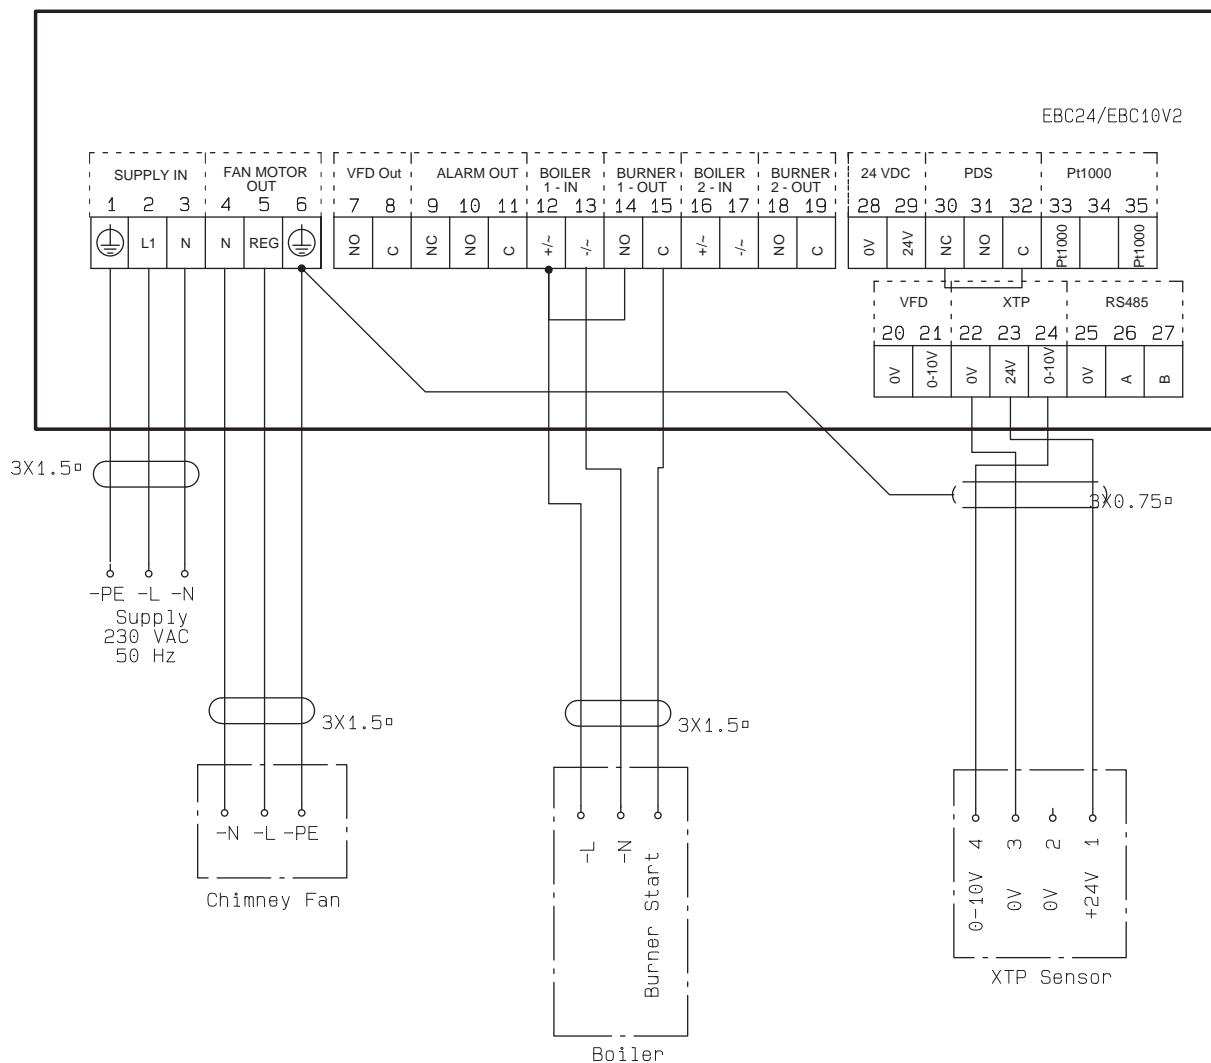 EBC24/EBC10V2
SUPPLY IN
FAN MOTOR
OUT
VFD Out
ALARM OUT
BOILER
1 - IN
BURNER
1 - OUT
BOILER
2 - IN
BURNER
2 - OUT
24 VDC
PDS
Pt1000
1 2 3 4 5 6 7 8 9 10 11 12 13 14 15 16 17 18 19 28 29 30 31 32 33 34 35
L1 N N REG NO C NC NO C +/~ -/~ NO C +/~ -/~ NO C 0V 24V NC NO C Pt1000 Pt1000
VFD
XTP
RS485
20 21 22 23 24 25 26 27
0V 0-10V 0V 24V 0-10V 0V A B
3X1.5▫
3X0.75▫
-PE -L -N
Supply
230 VAC
50 Hz
3X1.5▫
3X1.5▫
-N -L -PE
Chimney Fan
-L
-N
Burner Start
Boiler
4 3 2 1
0-10V 0V 0V +24V
XTP Sensor